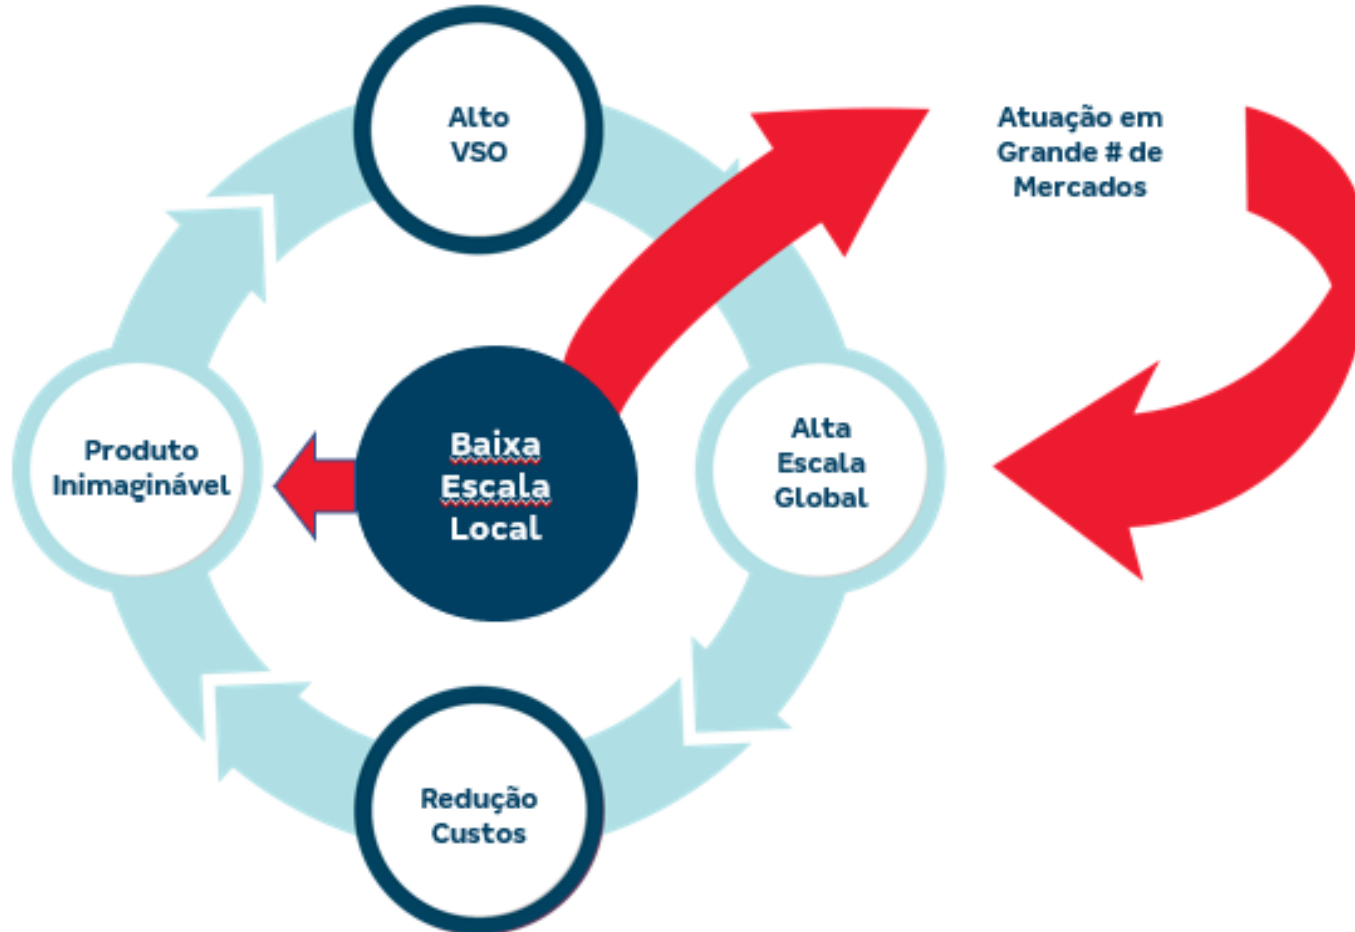 Alto
VSO
Atuação em
Grande # de
Mercados
Produto
Inimaginável
Baixa
Escala
Local
Alta
Escala
Global
Redução
Custos